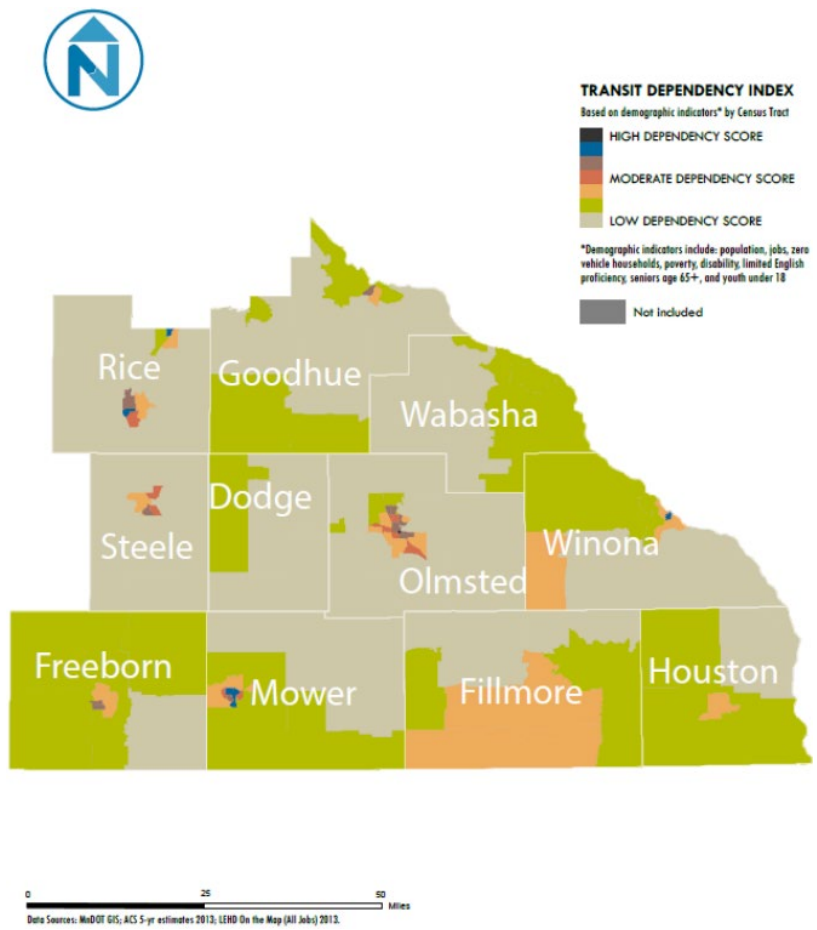 N
TRANSIT DEPENDENCY INDEX
Based on demographic indicators* by Census Tract
HIGH DEPENDENCY SCORE
MODERATE DEPENDENCY SCORE
LOW DEPENDENCY SCORE
*Demographic indicators include: population, jobs, zero
vehicle households, poverty, disability, limited English
proficiency, seniors age 65+, and youth under 18
Not included
Rice
Goodhue
Wabasha
Dodge
Steele
Winona
Olmsted
Freeborn
Mower
Fillmore
Houston
0 25 50 Miles
Data Sources: MnDOT GIS; ACS 5-yr estimates 2013; LEHD On the Map (All Jobs) 2013.